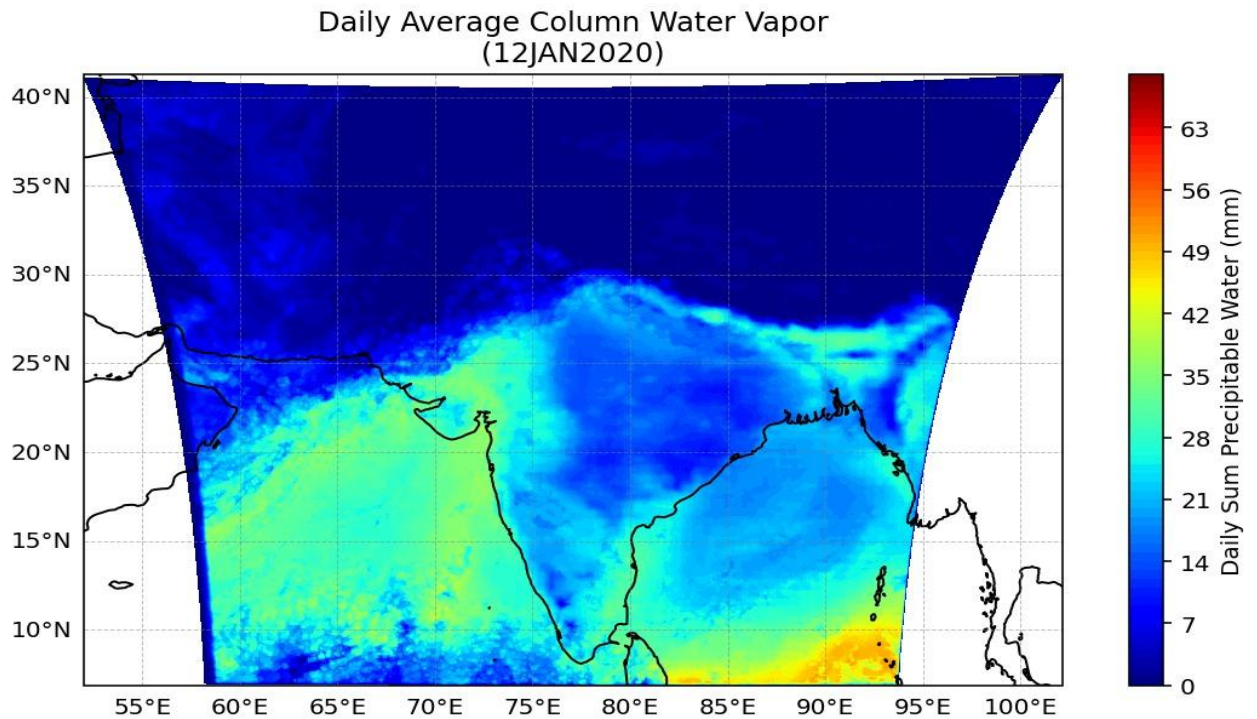 Daily Average Column Water Vapor
(12JAN2020)
40°N
35°N
30°N
25°N
20°N
15°N
10°N
55°E
60°E
65°E
70°E
75°E
80°E
85°E
90°E
95°E
100°E
63
56
49
42
35
28
21
14
7
0
Daily Sum Precipitable Water (mm)